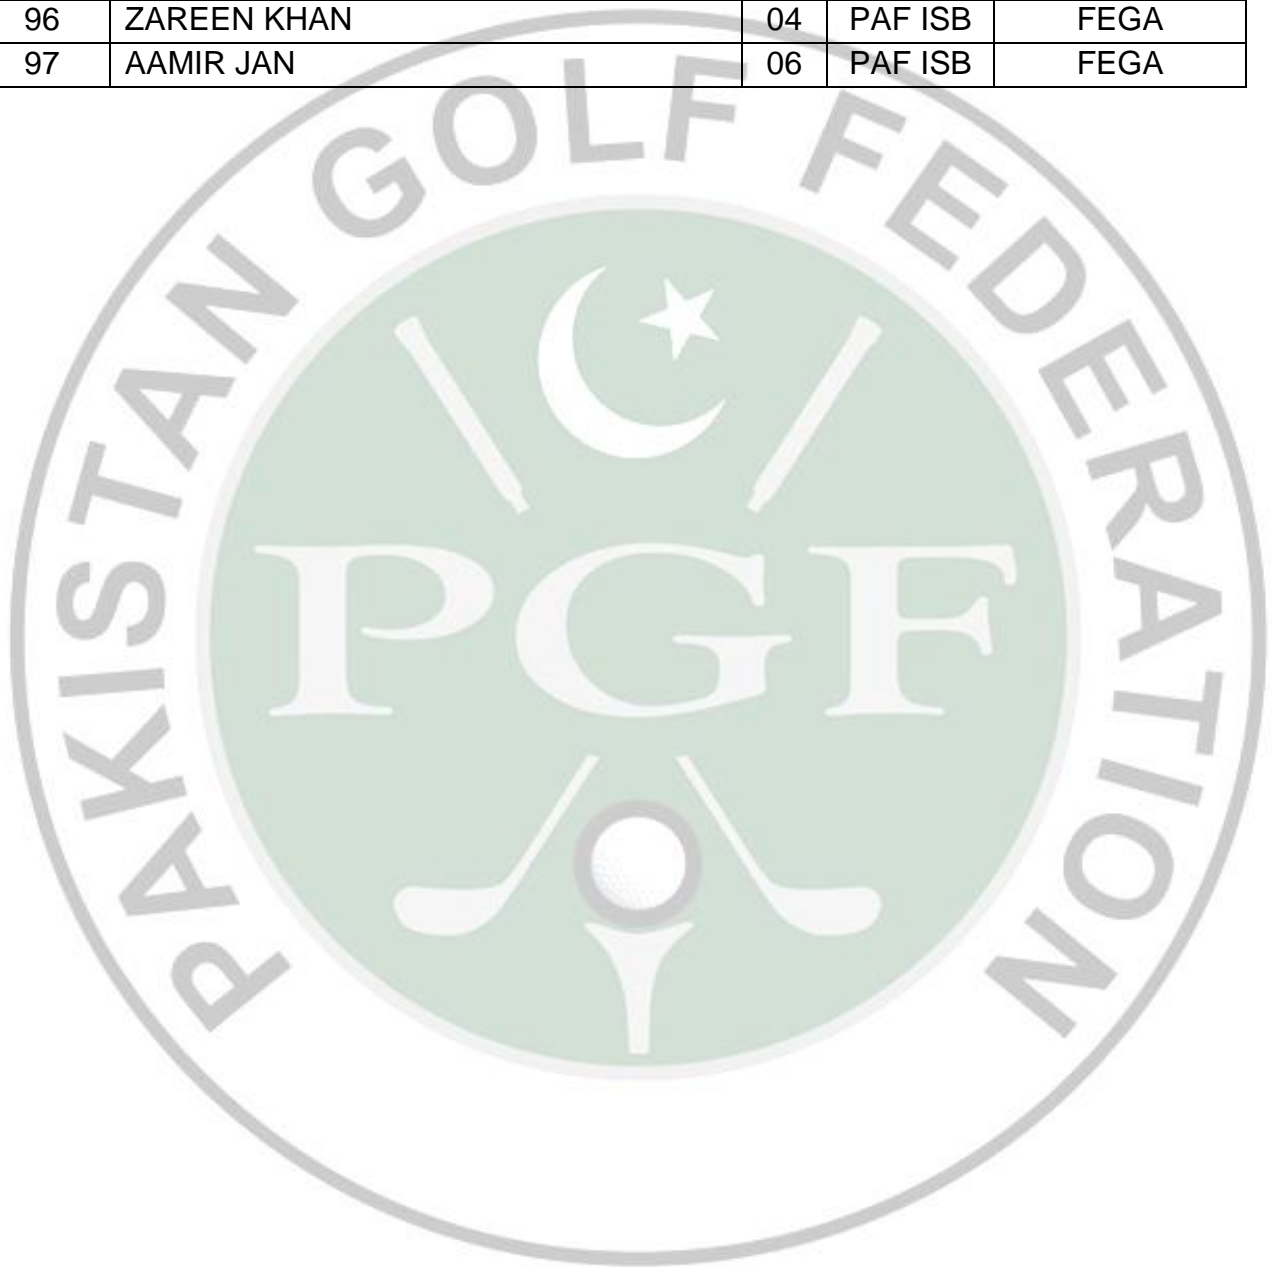 96 ZAREEN KHAN 04 PAF ISB FEGA
97 AAMIR JAN 06 PAF ISB FEGA
PAKISTAN GOLF FEDERATION
PGF